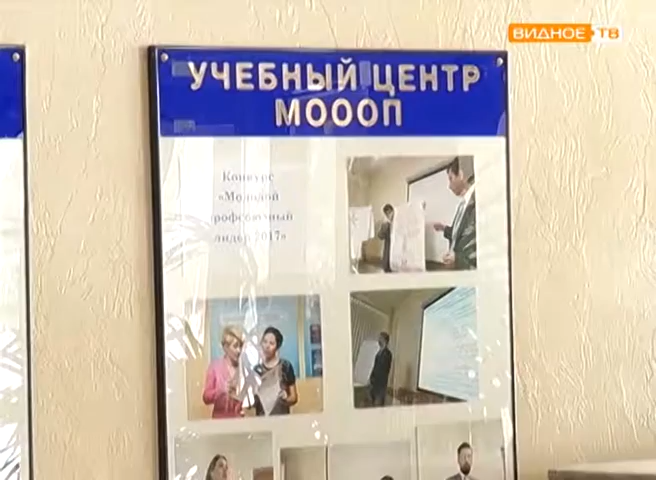 ВИДНОЕ ТВ
УЧЕБНЫЙ ЦЕНТР
МОООП
Конкурс
«Молодой
профсоюзный
лидер 2017»